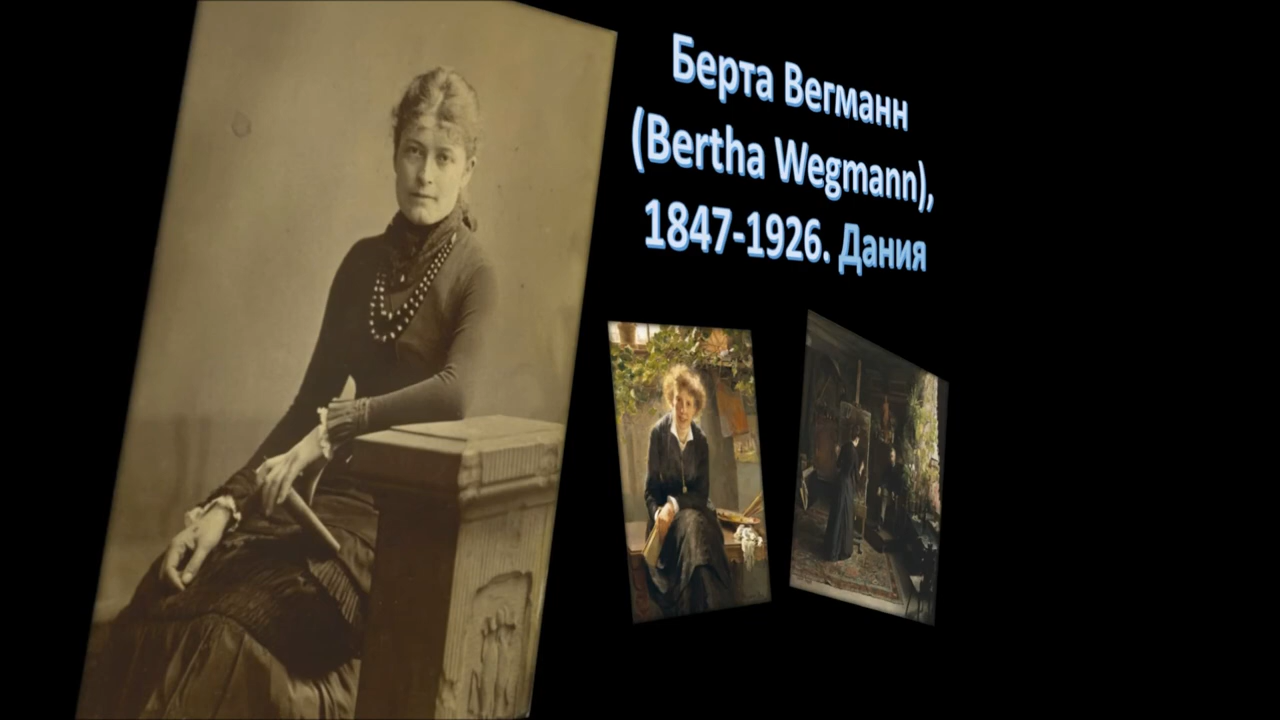 Берта Вегманн
(Bertha Wegmann),
1847-1926. Дания